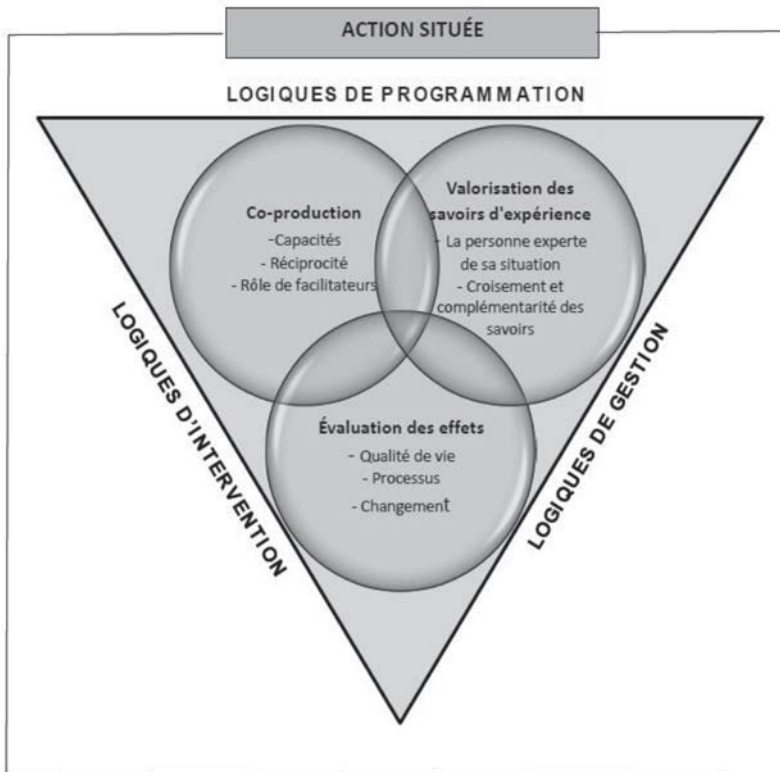 ACTION SITUÉE
LOGIQUES DE PROGRAMMATION
Co-production
-Capacités
- Réciprocité
- Rôle de facilitateurs
Valorisation des
savoirs d'expérience
- La personne experte
de sa situation
- Croisement et
complémentarité des
savoirs
LOGIQUES D'INTERVENTION
LOGIQUES DE GESTION
Évaluation des effets
- Qualité de vie
- Processus
- Changement